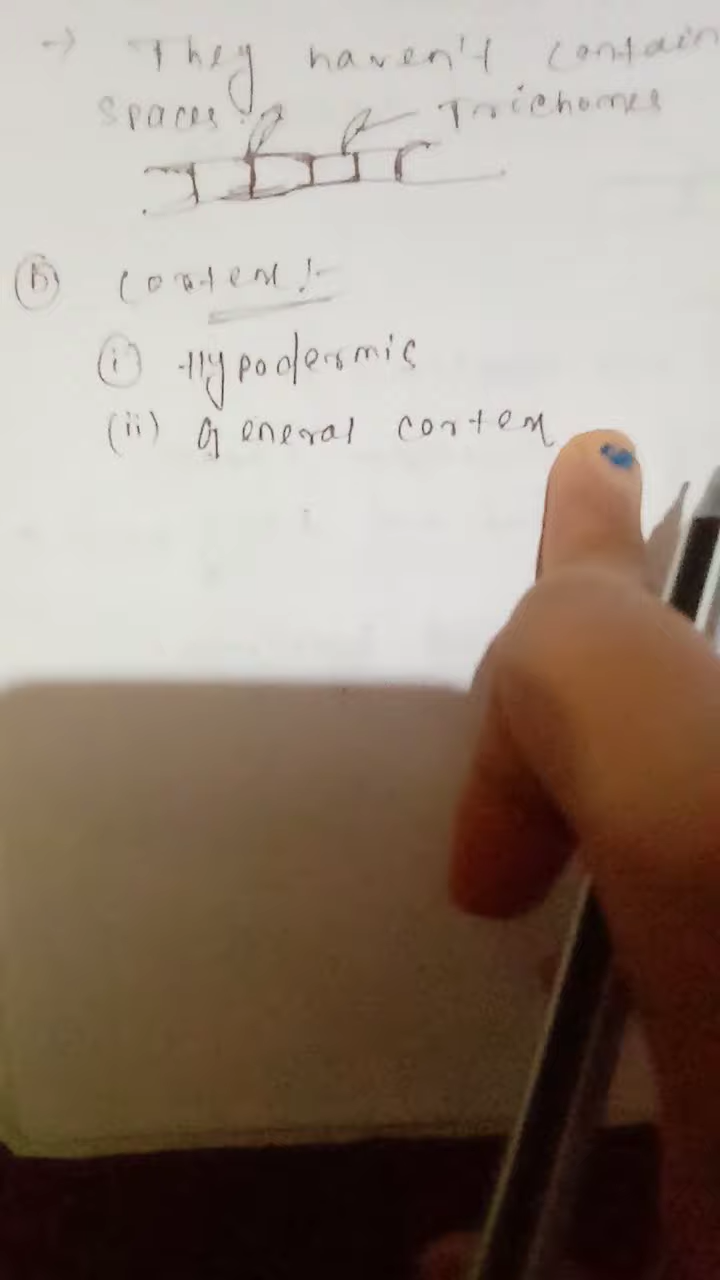 → They haven't contain
spaces.
Trichomes
(B) Cortex :-
(i) Hypodermis
(ii) General cortex